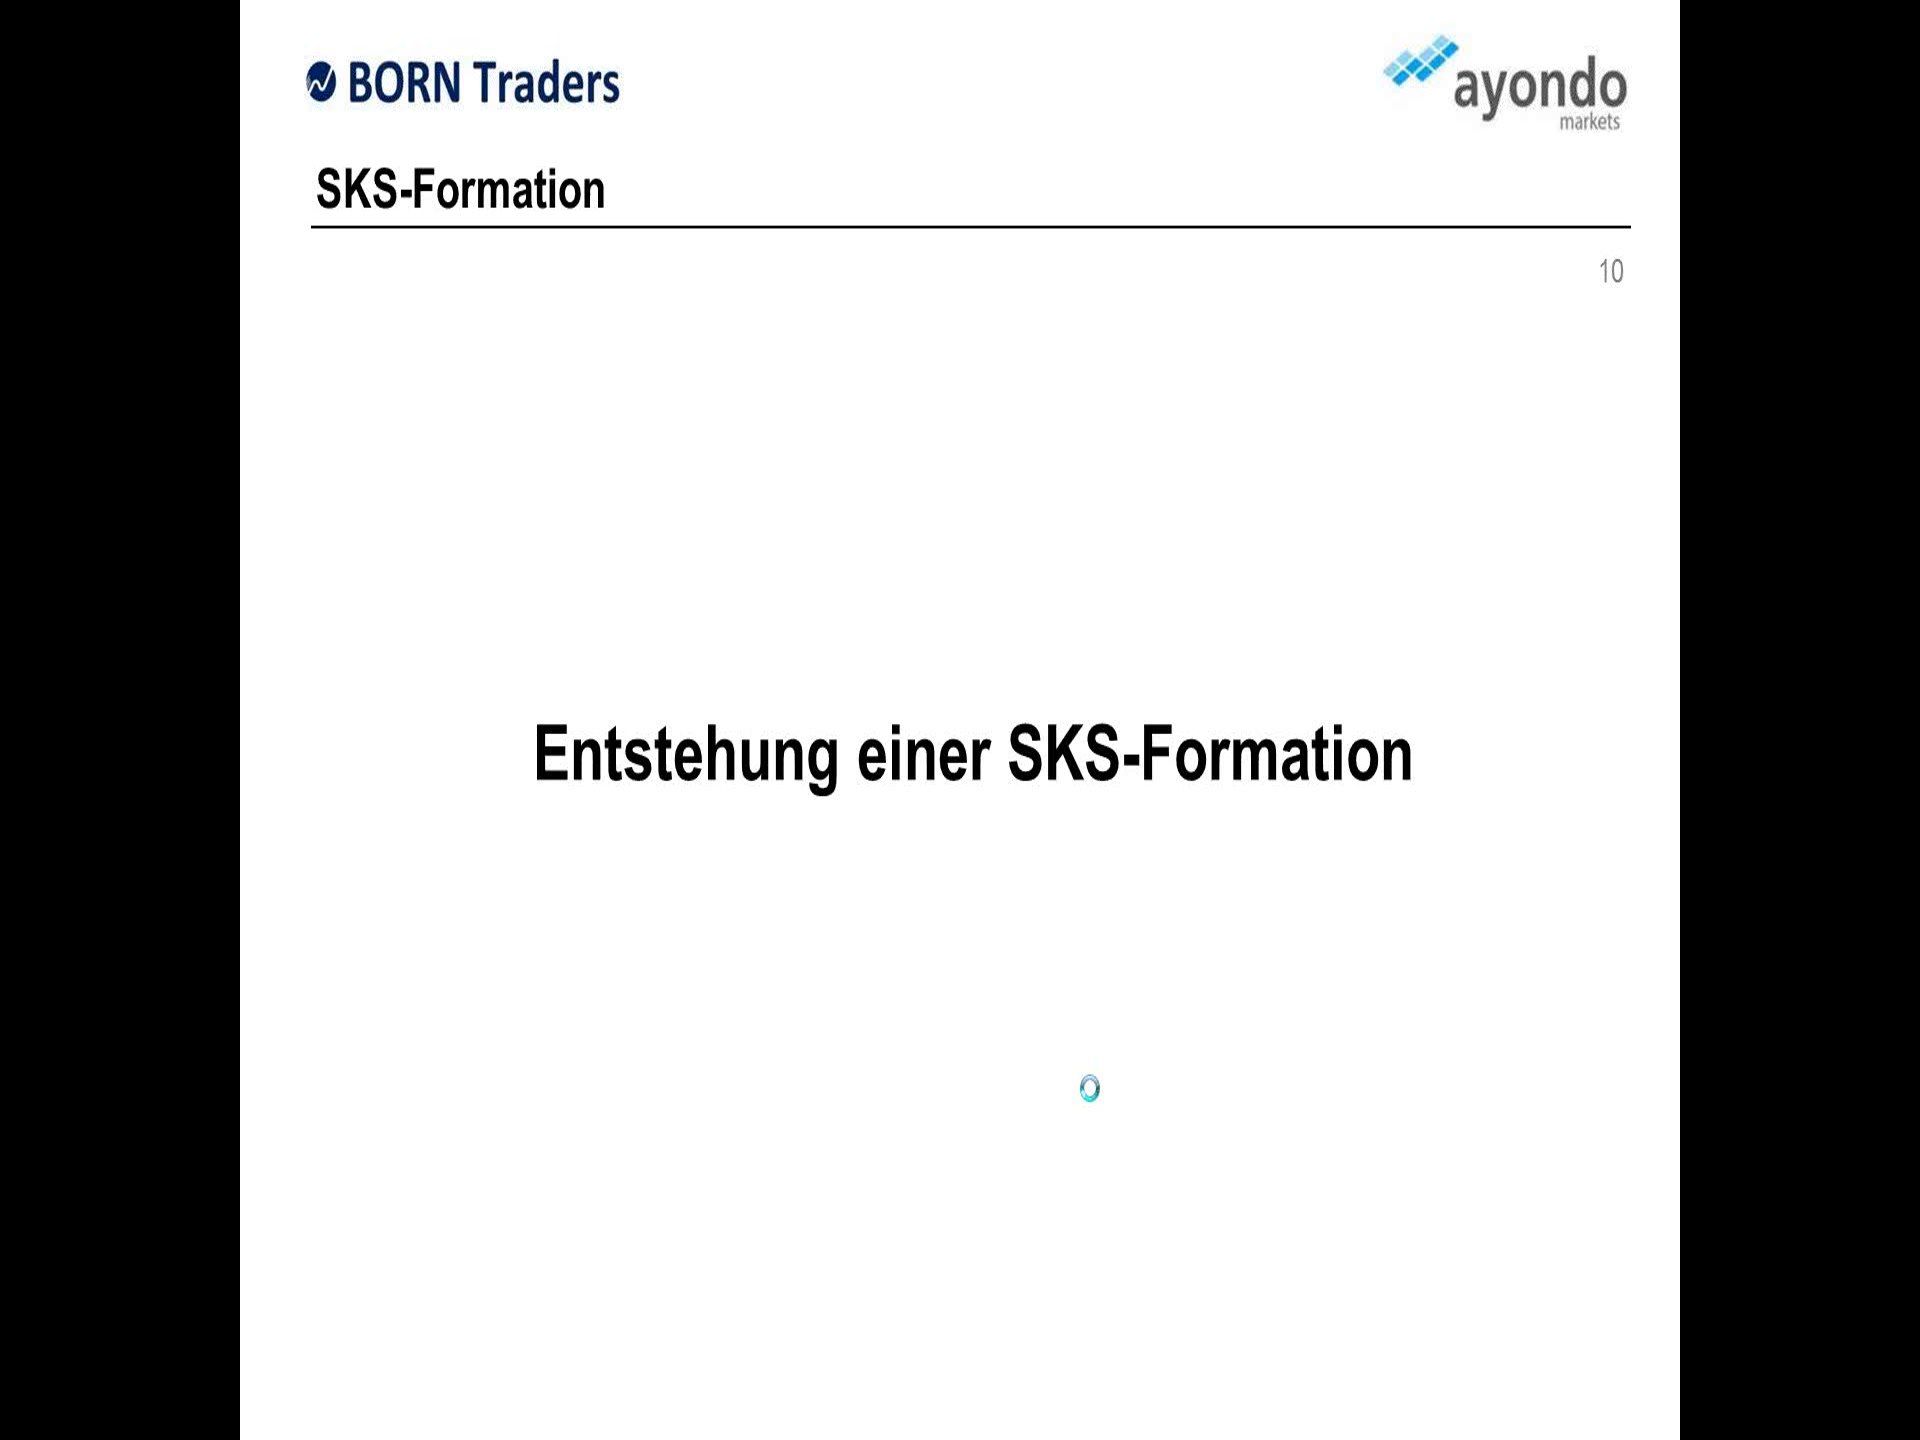 BORN Traders
ayondo
markets
SKS-Formation
10
Entstehung einer SKS-Formation